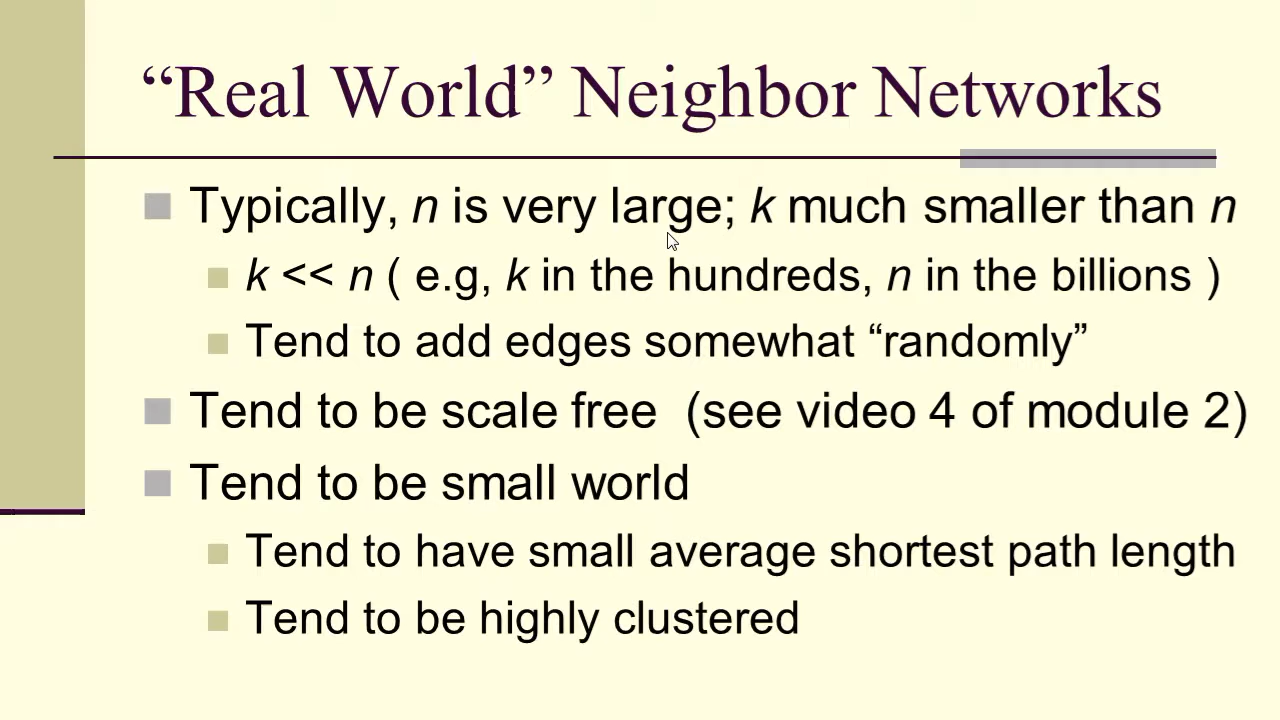 “Real World” Neighbor Networks
Typically, n is very large; k much smaller than n
k << n ( e.g, k in the hundreds, n in the billions )
Tend to add edges somewhat “randomly”
Tend to be scale free (see video 4 of module 2)
Tend to be small world
Tend to have small average shortest path length
Tend to be highly clustered